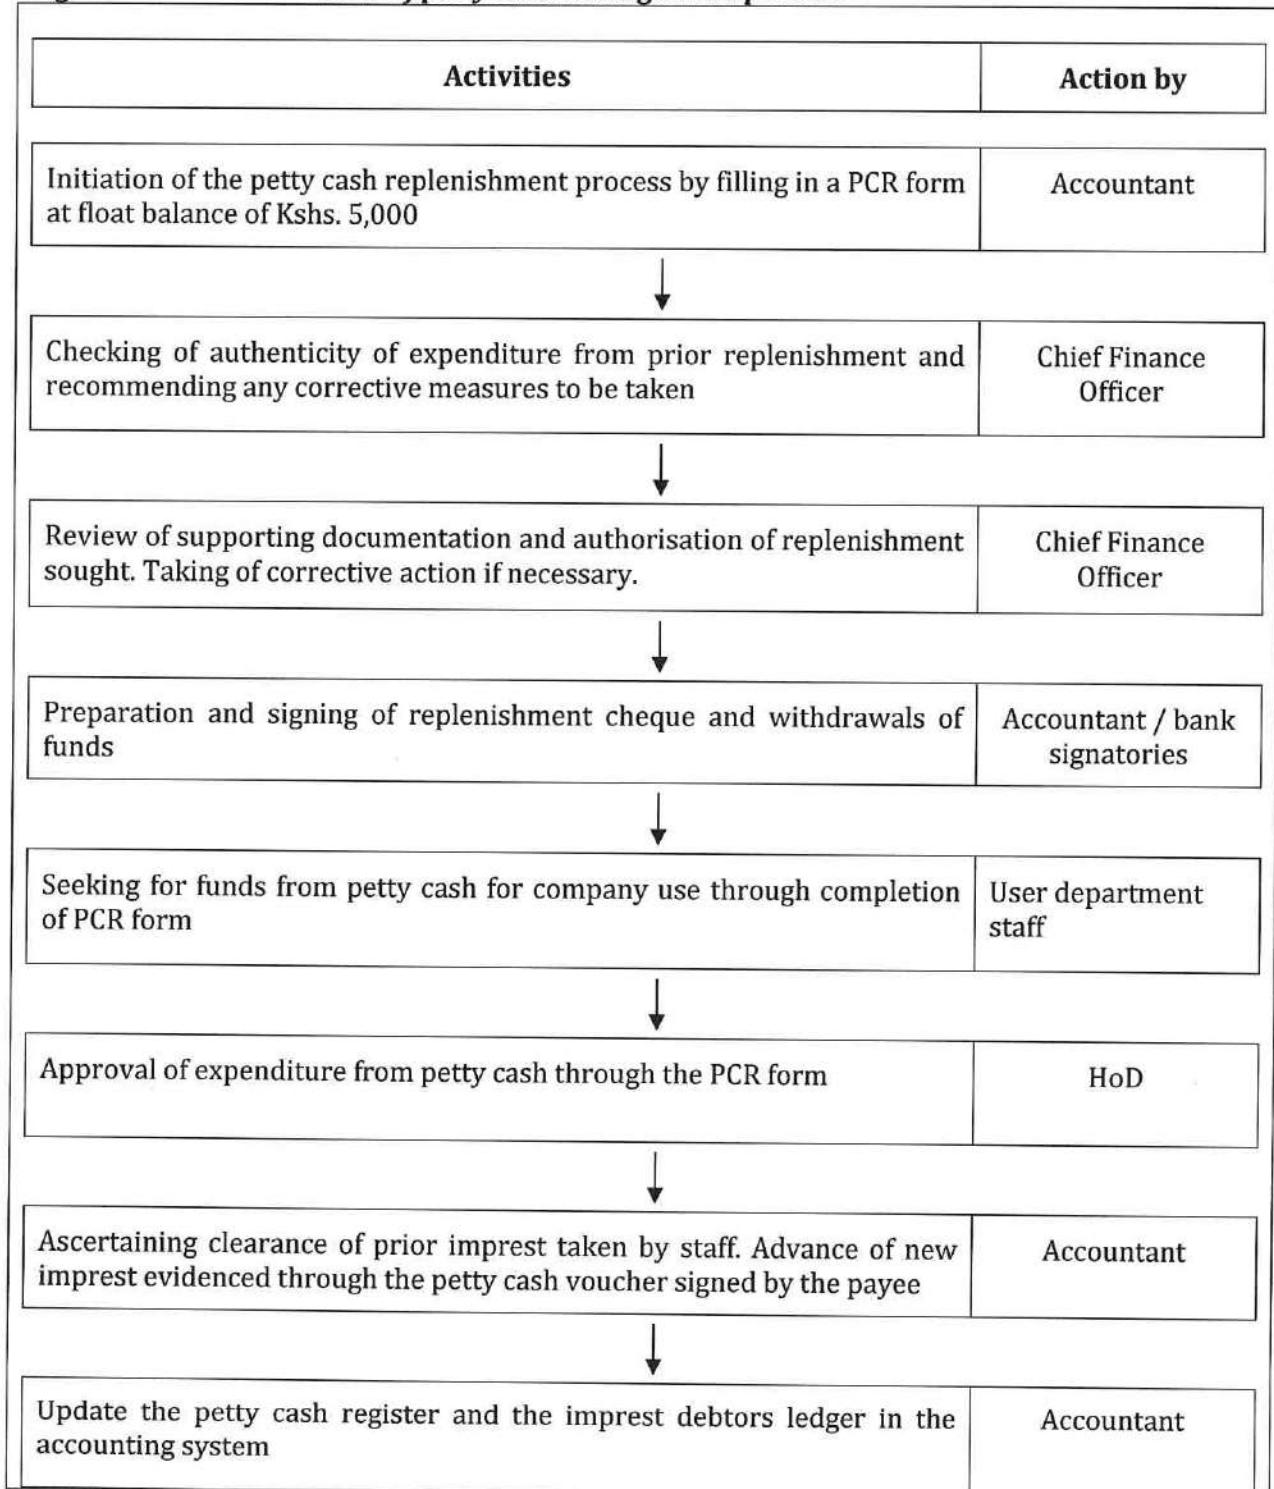 Activities
Action by
Initiation of the petty cash replenishment process by filling in a PCR form
at float balance of Kshs. 5,000
Accountant
Checking of authenticity of expenditure from prior replenishment and
recommending any corrective measures to be taken
Chief Finance
Officer
Review of supporting documentation and authorisation of replenishment
sought. Taking of corrective action if necessary.
Chief Finance
Officer
Preparation and signing of replenishment cheque and withdrawals of
funds
Accountant / bank
signatories
Seeking for funds from petty cash for company use through completion
of PCR form
User department
staff
Approval of expenditure from petty cash through the PCR form
HoD
Ascertaining clearance of prior imprest taken by staff. Advance of new
imprest evidenced through the petty cash voucher signed by the payee
Accountant
Update the petty cash register and the imprest debtors ledger in the
accounting system
Accountant